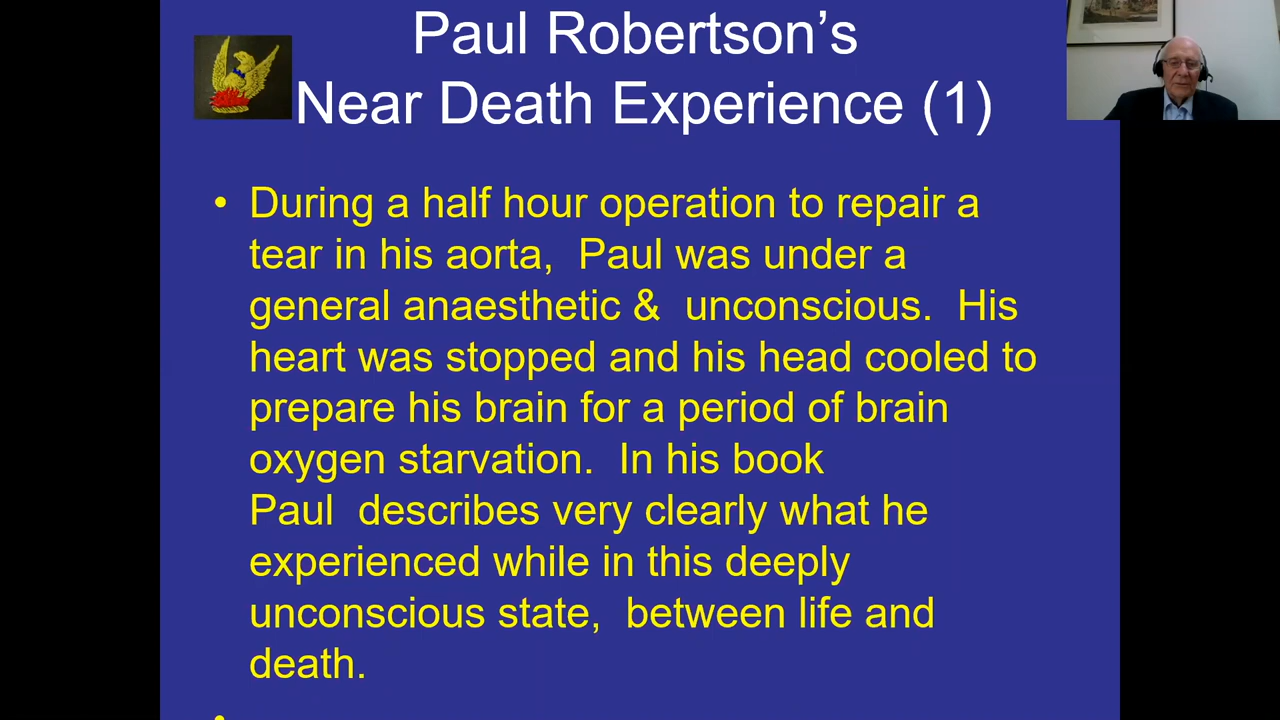 Paul Robertson's
Near Death Experience (1)
• During a half hour operation to repair a
tear in his aorta,  Paul was under a
general anaesthetic &  unconscious.  His
heart was stopped and his head cooled to
prepare his brain for a period of brain
oxygen starvation.  In his book
Paul  describes very clearly what he
experienced while in this deeply
unconscious state,  between life and
death.